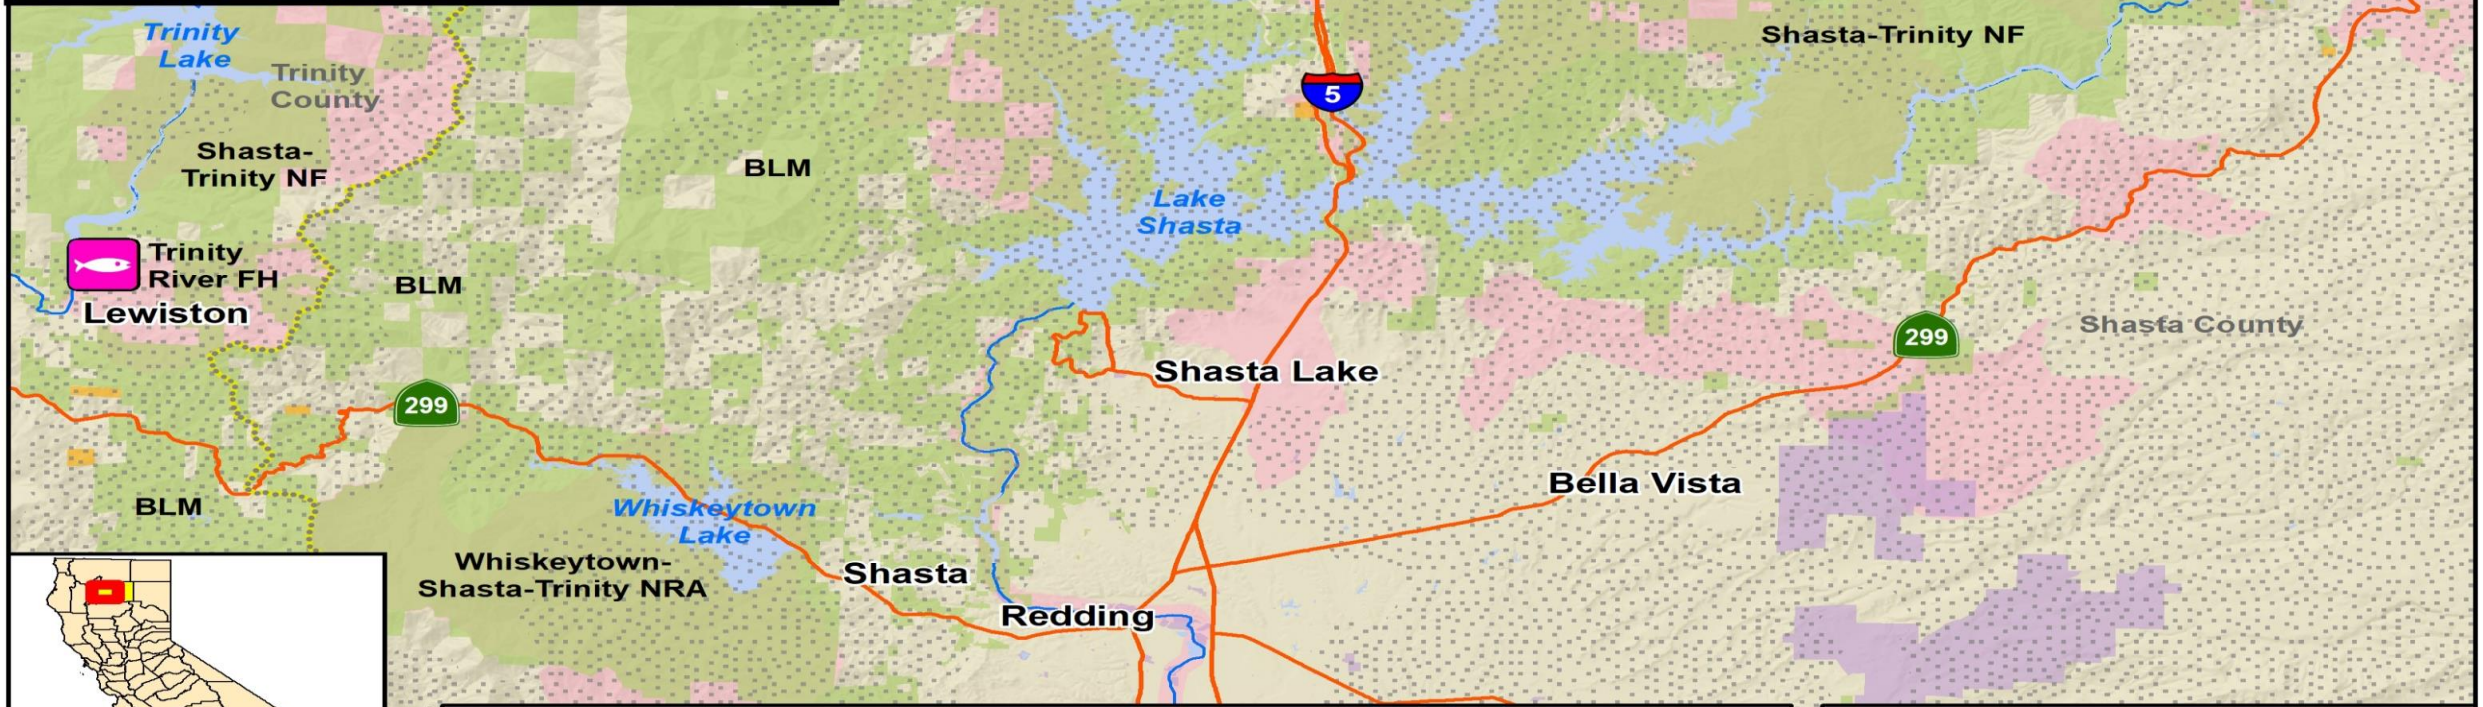 Trinity
Lake
Trinity
County
Shasta-
Trinity NF
Trinity
River FH
Lewiston
BLM
BLM
299
BLM
Whiskeytown
Lake
Whiskeytown-
Shasta-Trinity NRA
Shasta
Redding
Lake
Shasta
5
Shasta Lake
Shasta-Trinity NF
299
Shasta County
Bella Vista